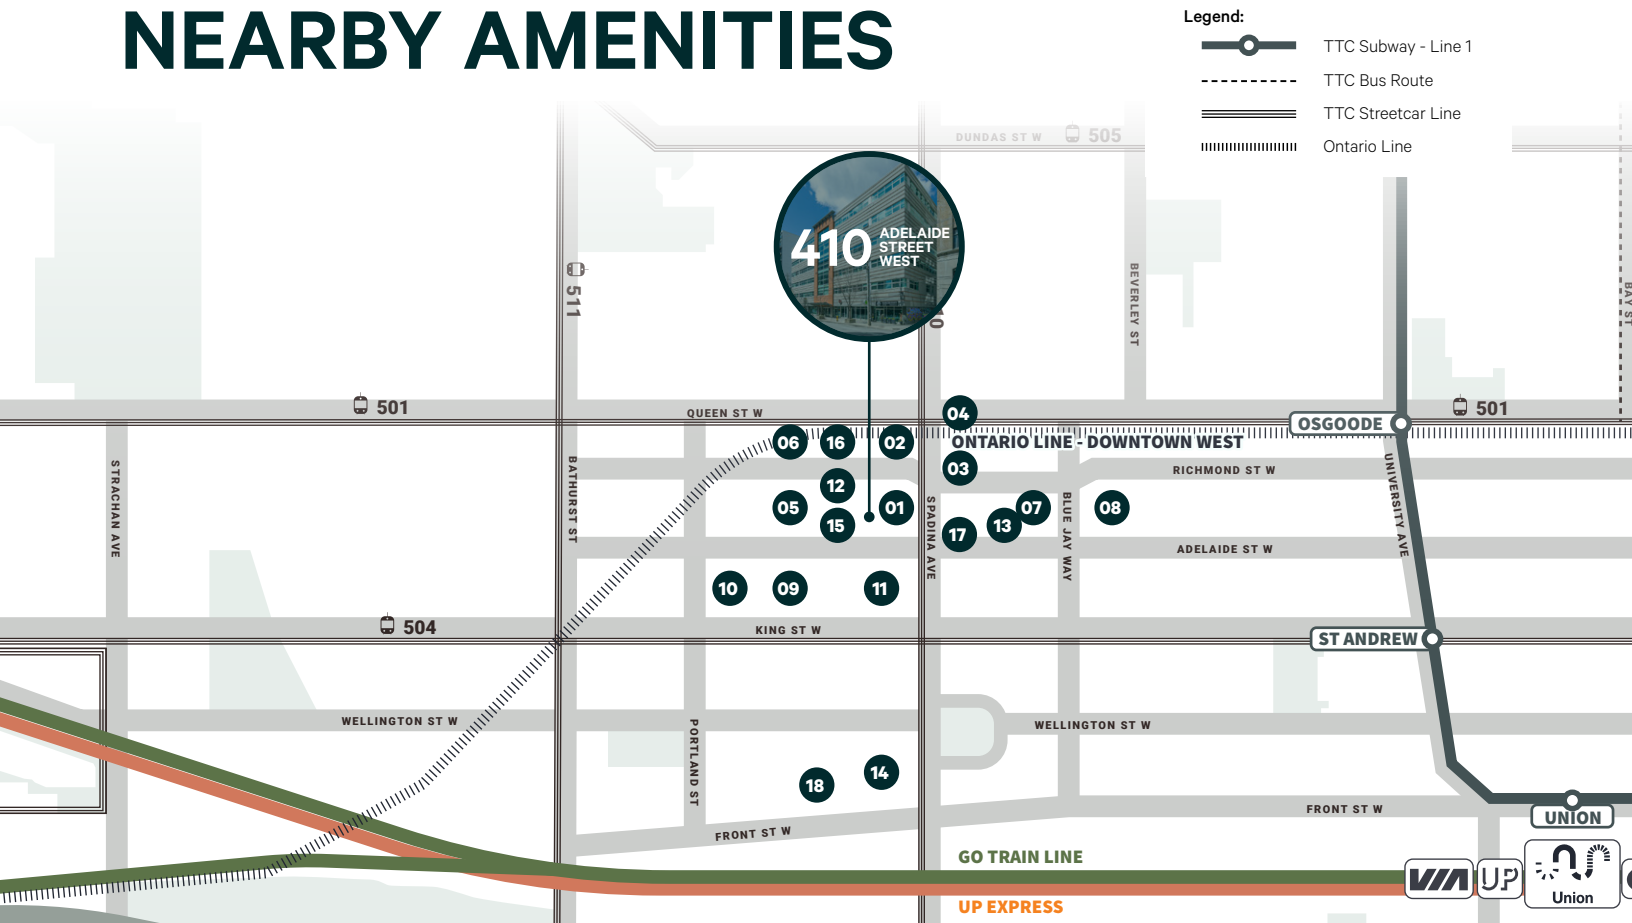 NEARBY AMENITIES
Legend:
TTC Subway - Line 1
TTC Bus Route
TTC Streetcar Line
Ontario Line
DUNDAS ST W
505
410
ADELAIDE
STREET
WEST
511
10
BEVERLEY ST
BAY ST
501
QUEEN ST W
04
OSGOODE
501
06
16
02
ONTARIO LINE - DOWNTOWN WEST
03
RICHMOND ST W
STRACHAN AVE
BATHURST ST
12
05
15
01
SPADINA AVE
17
13
07
BLUE JAY WAY
08
UNIVERSITY AVE
ADELAIDE ST W
10
09
11
504
KING ST W
ST ANDREW
WELLINGTON ST W
PORTLAND ST
WELLINGTON ST W
18
14
FRONT ST W
FRONT ST W
UNION
GO TRAIN LINE
VIA
UP
Union
UP EXPRESS